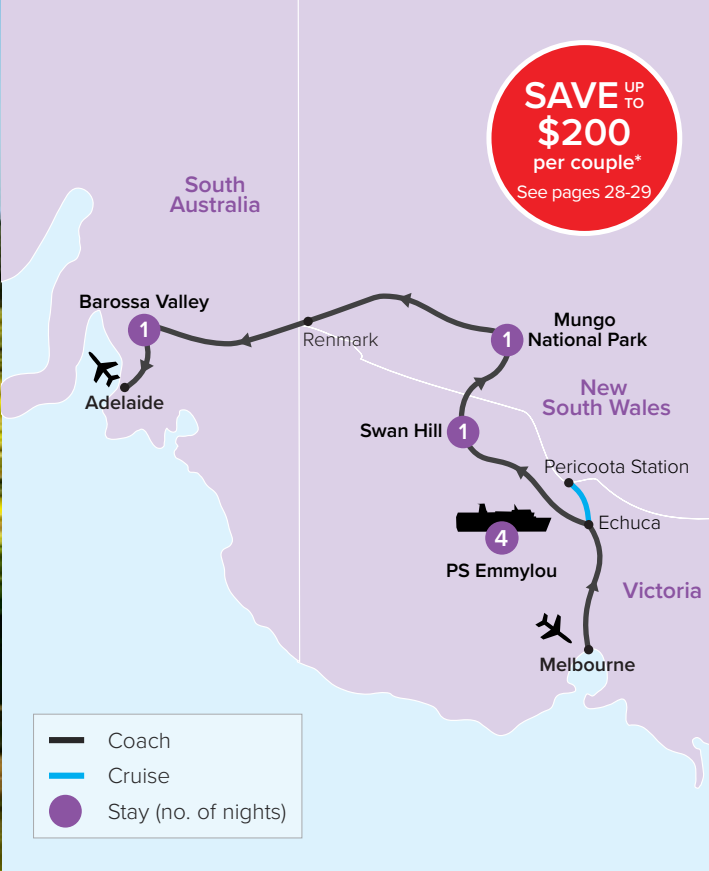 SAVE UP TO
$200
per couple*
See pages 28-29
South
Australia
Barossa Valley
1
Renmark
Mungo
National Park
1
Adelaide
New
South Wales
Swan Hill
1
Pericoota Station
Echuca
4
PS Emmylou
Victoria
Melbourne
Coach
Cruise
Stay (no. of nights)